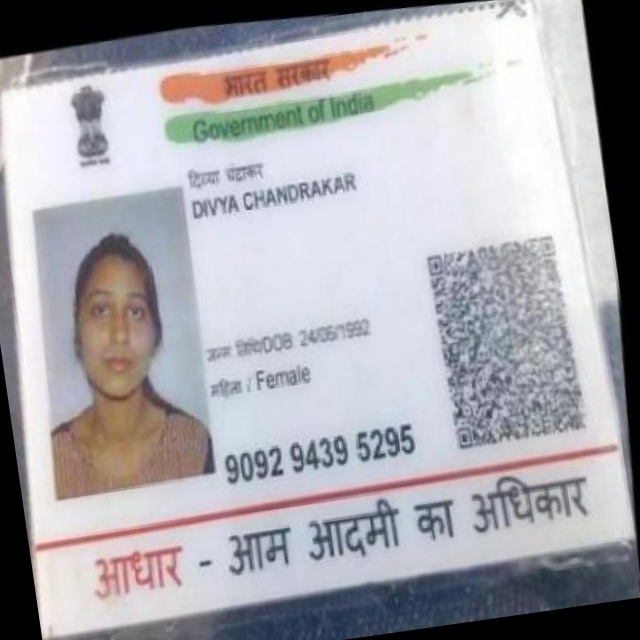 भारत सरकार
Government of India
दिव्या चंद्राकर
DIVYA CHANDRAKAR
जन्म तिथि/DOB: 24/06/1992
महिला / Female
9092 9439 5295
आधार - आम आदमी का अधिकार